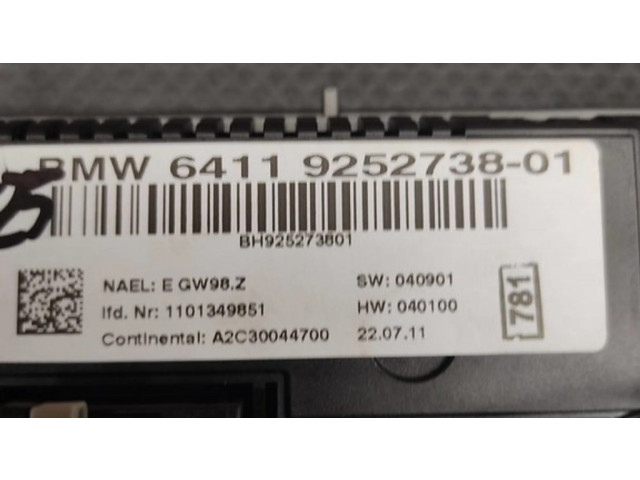 BMW 6411 9252738-01
BH925273801
NAEL: E GW98.Z SW: 040901
lfd. Nr: 1101349851 HW: 040100
Continental: A2C30044700 22.07.11
781